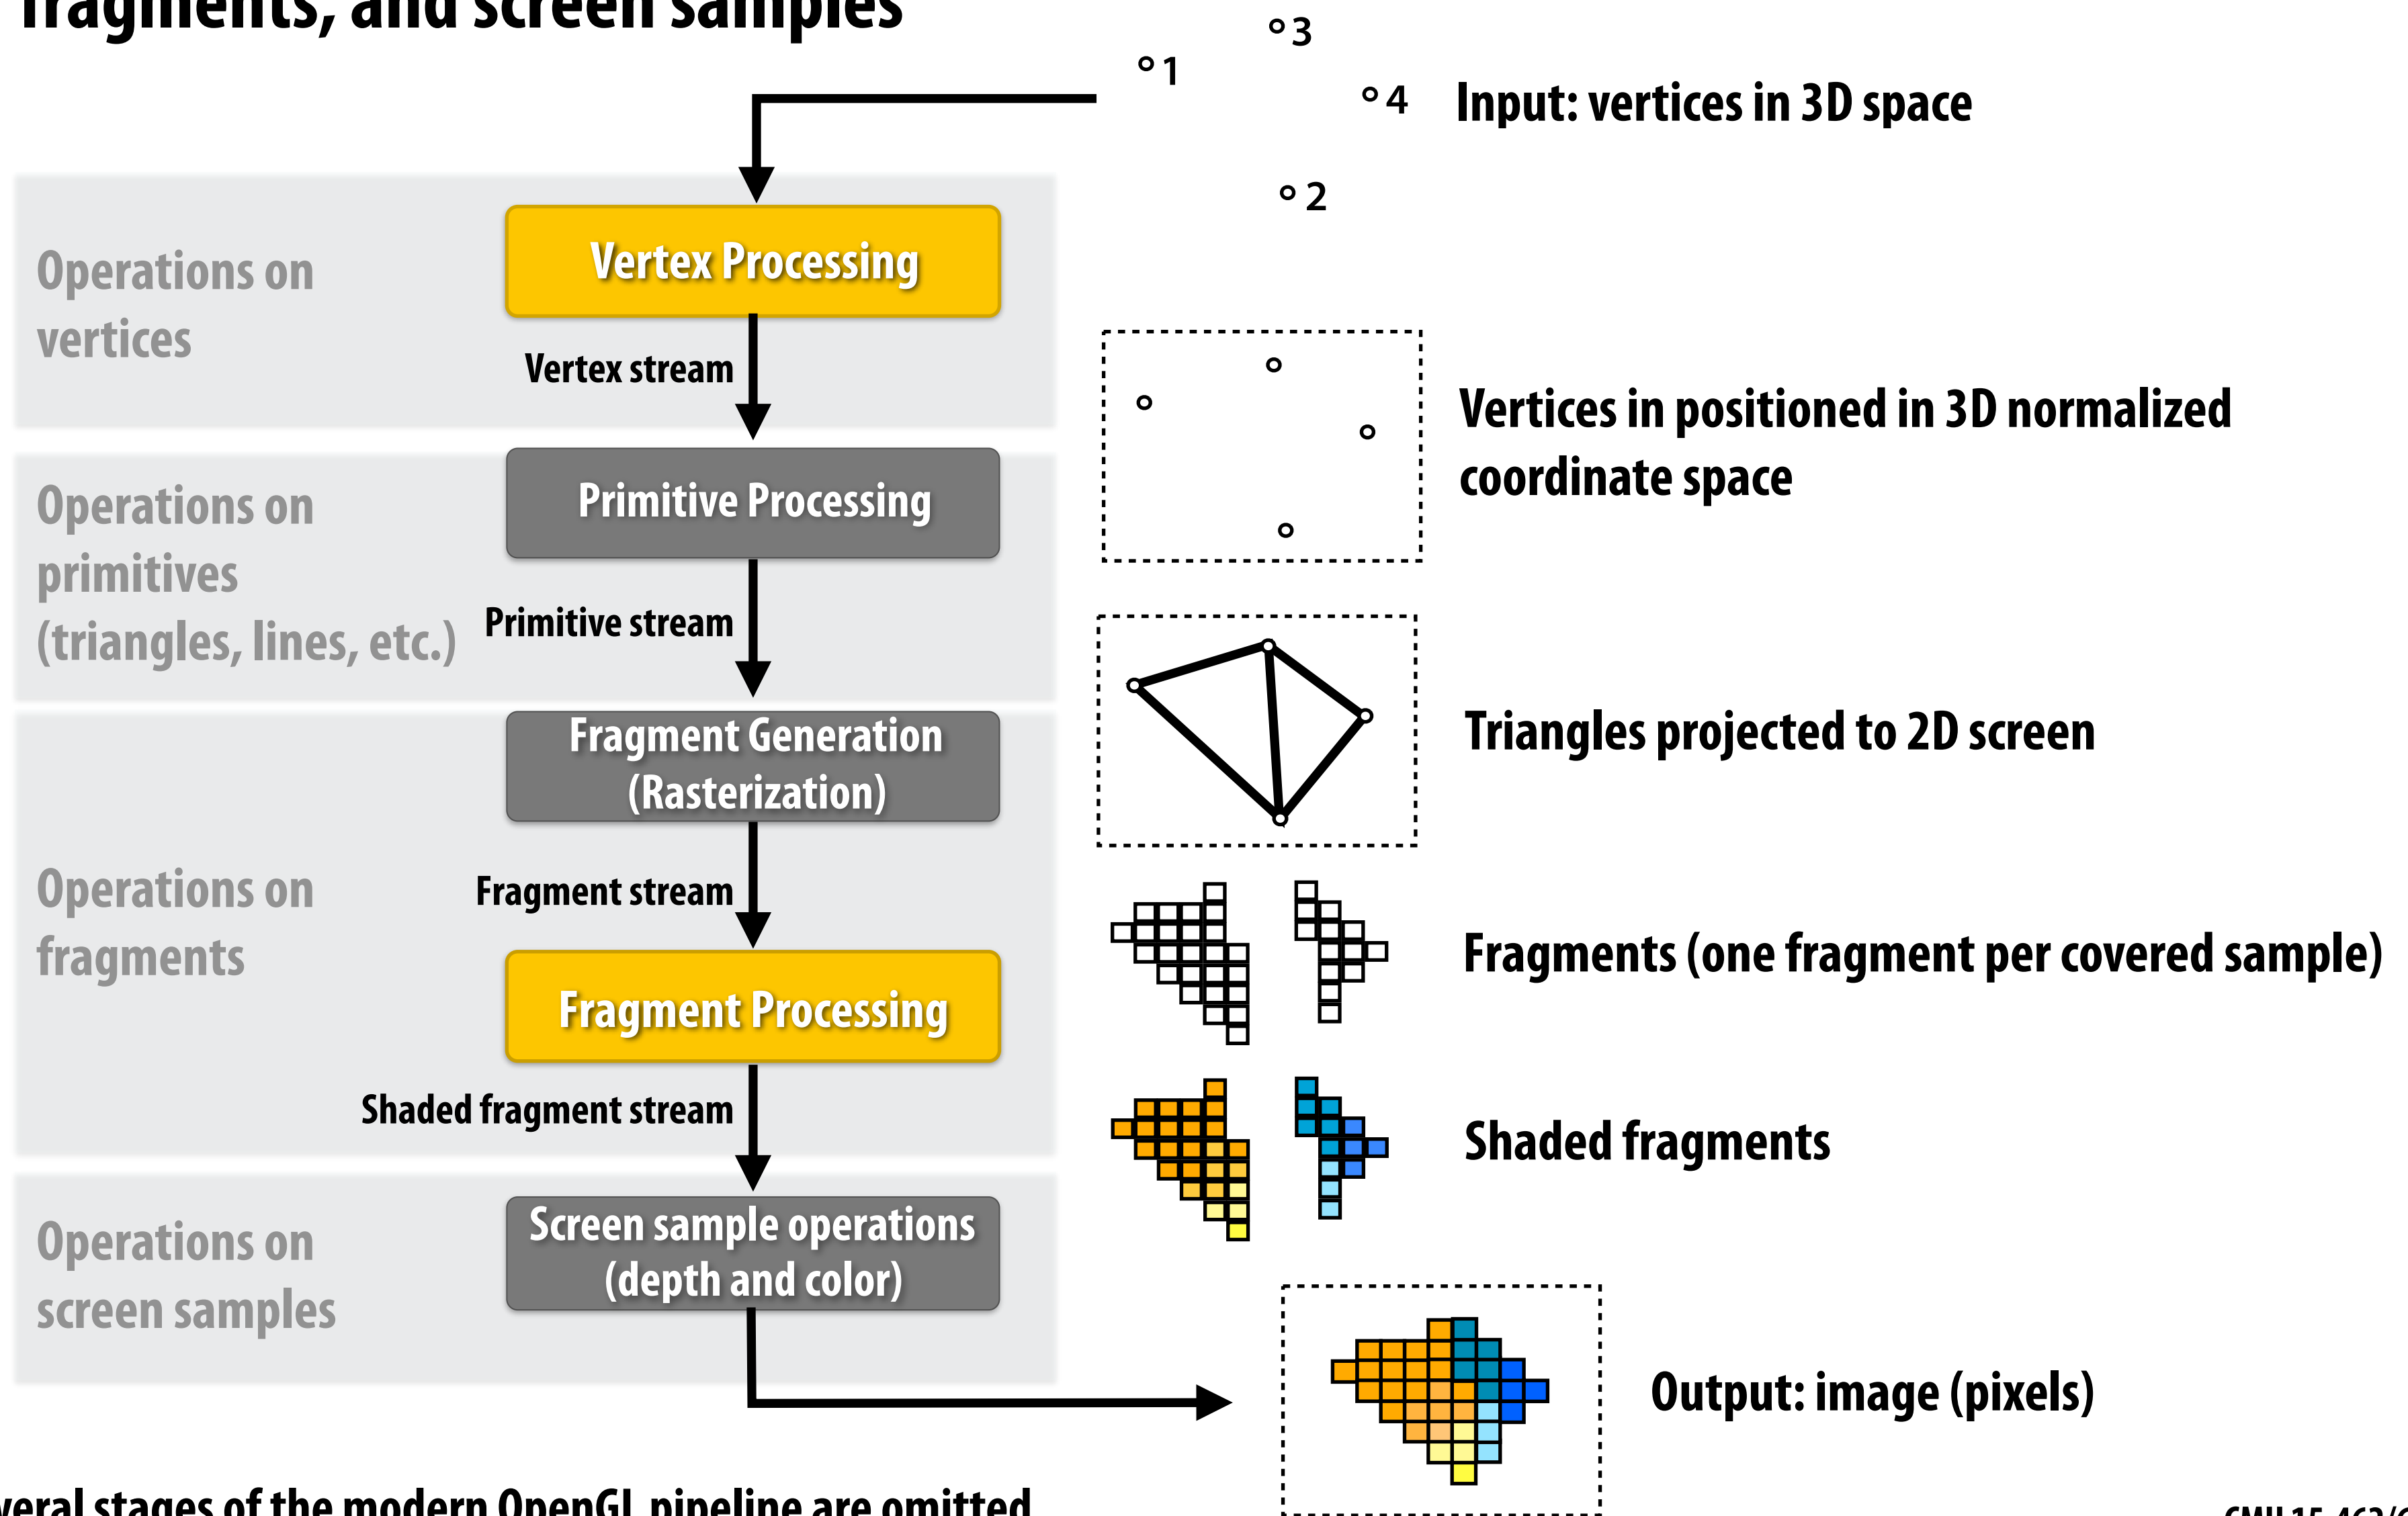 fragments, and screen samples
3
1
4
Input: vertices in 3D space
2
Operations on
vertices
Vertex Processing
Vertex stream
Vertices in positioned in 3D normalized
coordinate space
Operations on
primitives
(triangles, lines, etc.)
Primitive Processing
Primitive stream
Triangles projected to 2D screen
Operations on
fragments
Fragment Generation
(Rasterization)
Fragment stream
Fragments (one fragment per covered sample)
Fragment Processing
Shaded fragment stream
Shaded fragments
Operations on
screen samples
Screen sample operations
(depth and color)
Output: image (pixels)
veral stages of the modern OpenGL pipeline are omitted
CMU 15-462/